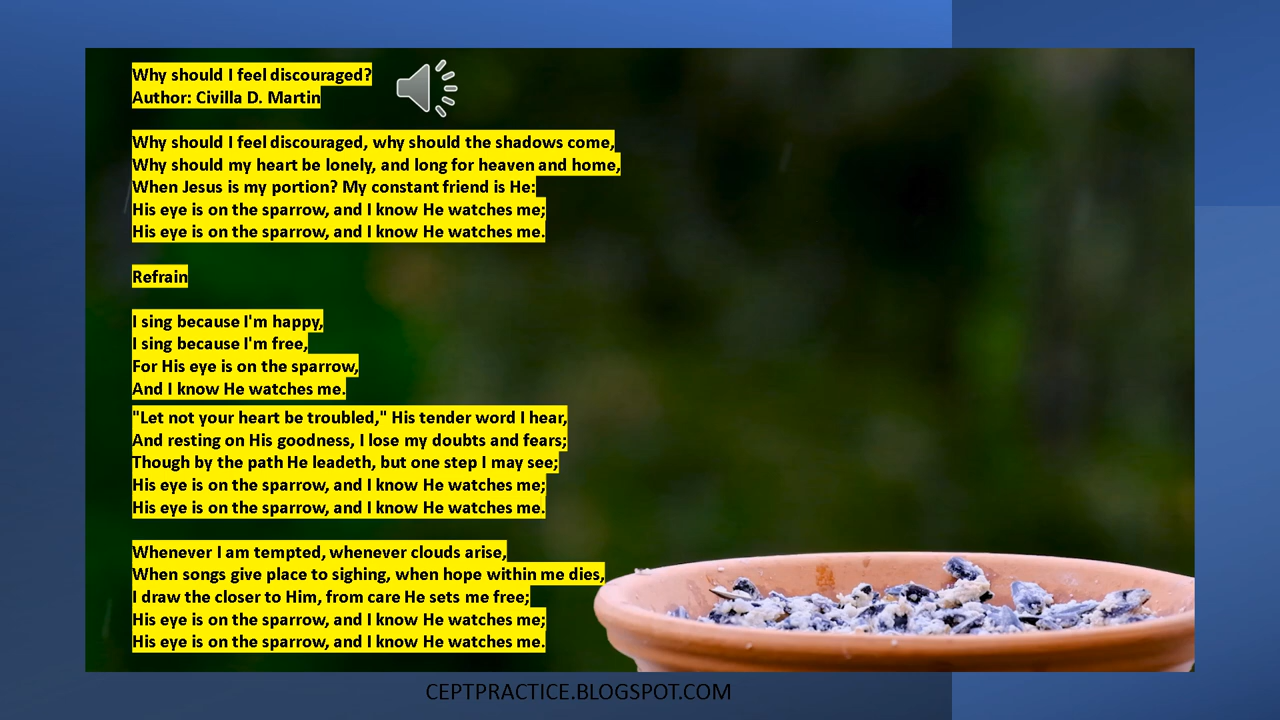 Why should I feel discouraged?
Author: Civilla D. Martin
Why should I feel discouraged, why should the shadows come,
Why should my heart be lonely, and long for heaven and home,
When Jesus is my portion? My constant friend is He:
His eye is on the sparrow, and I know He watches me;
His eye is on the sparrow, and I know He watches me.
Refrain
I sing because I'm happy,
I sing because I'm free,
For His eye is on the sparrow,
And I know He watches me.
"Let not your heart be troubled," His tender word I hear,
And resting on His goodness, I lose my doubts and fears;
Though by the path He leadeth, but one step I may see;
His eye is on the sparrow, and I know He watches me;
His eye is on the sparrow, and I know He watches me.
Whenever I am tempted, whenever clouds arise,
When songs give place to sighing, when hope within me dies,
I draw the closer to Him, from care He sets me free;
His eye is on the sparrow, and I know He watches me;
His eye is on the sparrow, and I know He watches me.
CEPTPRACTICE.BLOGSPOT.COM